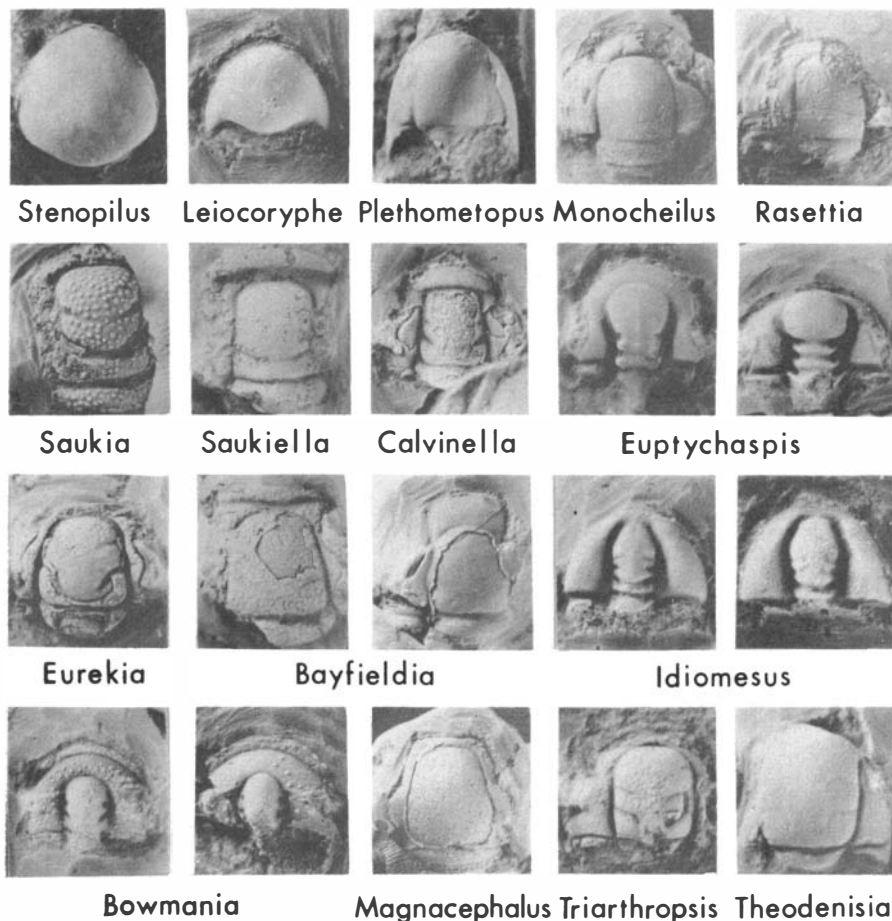 Stenopilus Leiocoryphe Plethometopus Monocheilus Rasettia
Saukia Saukiella Calvinella Euptychaspis
Eurekia Bayfieldia Idiomesus
Bowmania Magnacephalus Triarthropsis Theodenisia